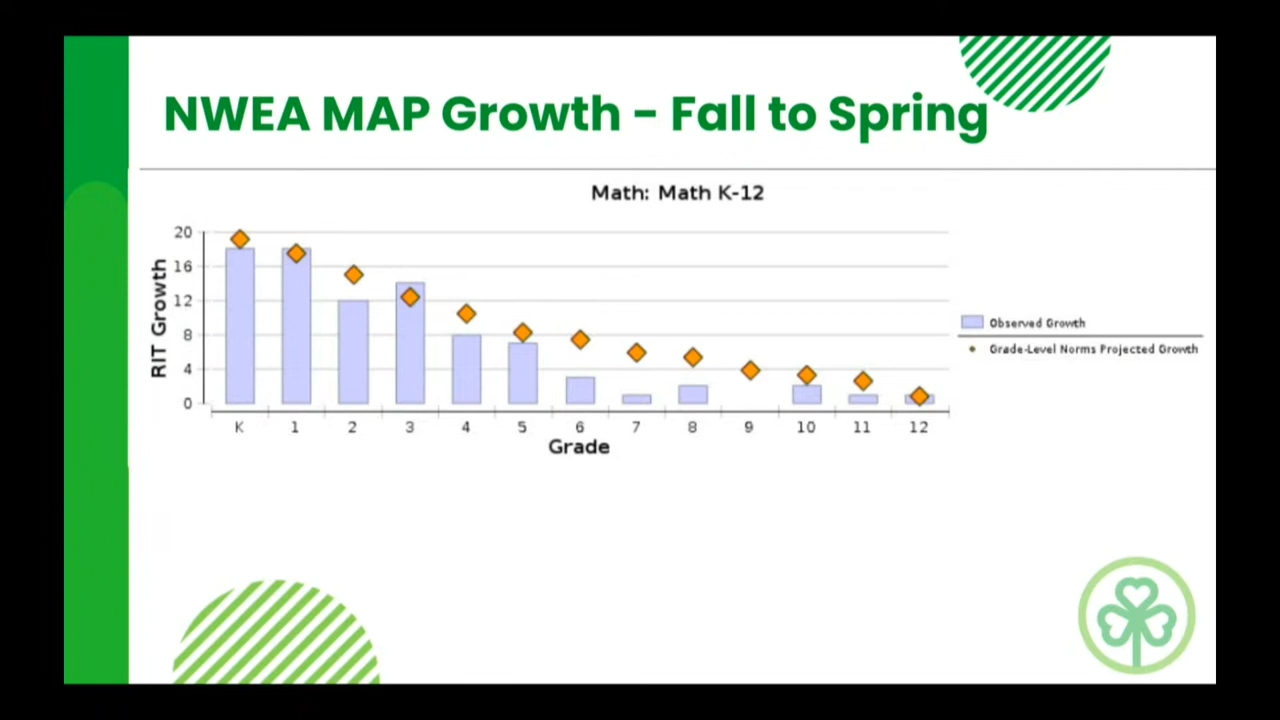 NWEA MAP Growth - Fall to Spring
Math: Math K-12
20
16
12
8
4
0
RIT Growth
K 1 2 3 4 5 6 7 8 9 10 11 12
Grade
Observed Growth
Grade-Level Norms Projected Growth